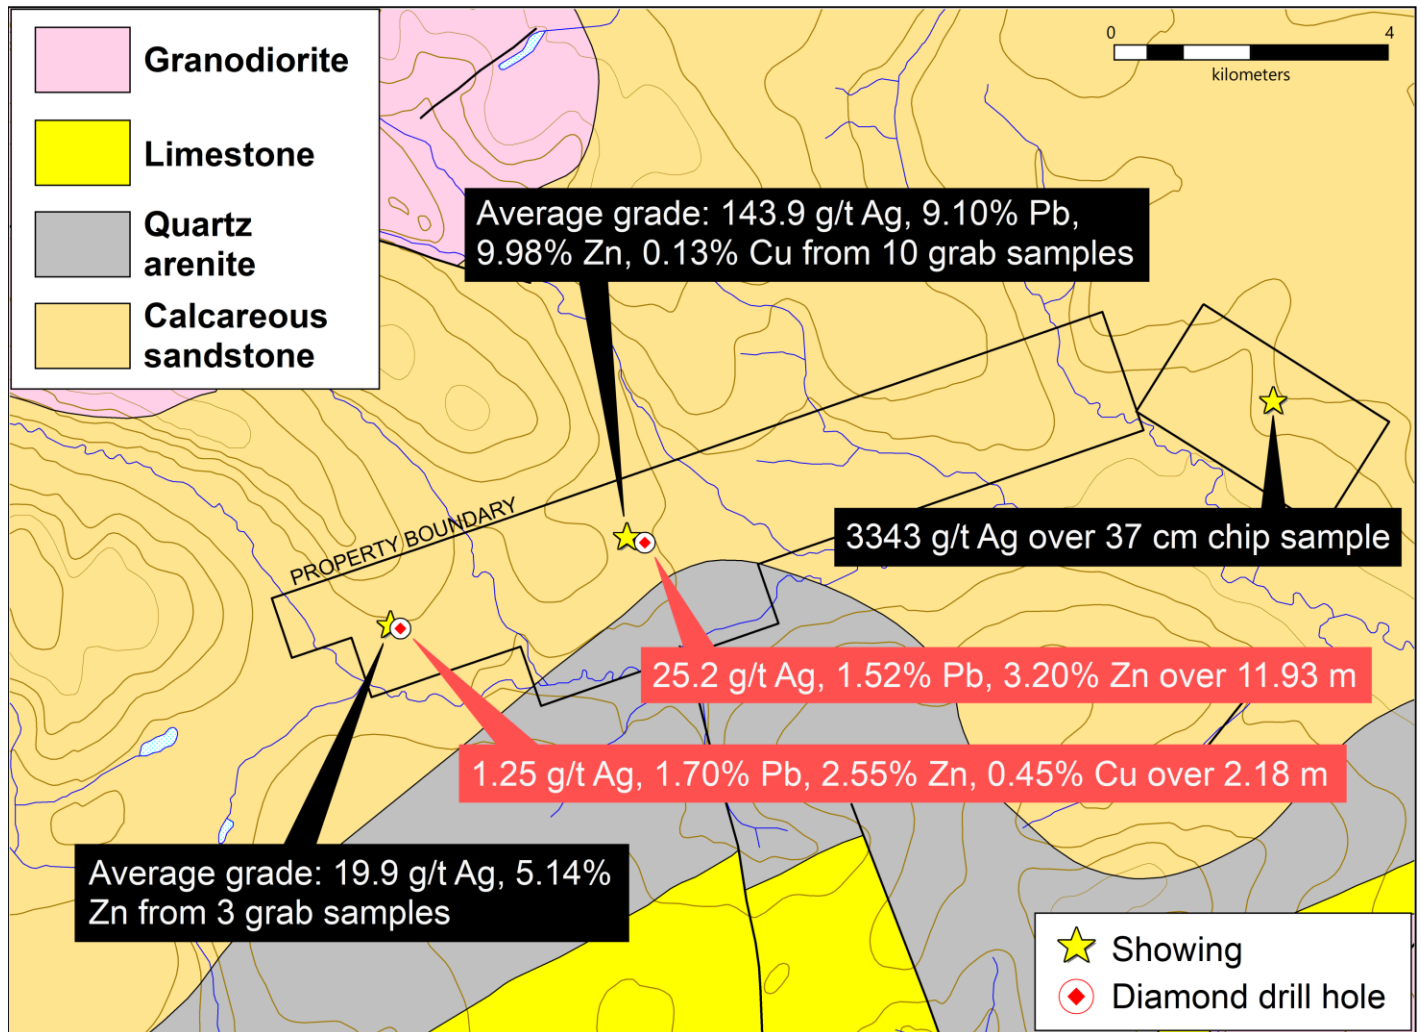 Granodiorite
Limestone
Quartz
arenite
Calcareous
sandstone
0 4
kilometers
Average grade: 143.9 g/t Ag, 9.10% Pb,
9.98% Zn, 0.13% Cu from 10 grab samples
PROPERTY BOUNDARY
3343 g/t Ag over 37 cm chip sample
25.2 g/t Ag, 1.52% Pb, 3.20% Zn over 11.93 m
1.25 g/t Ag, 1.70% Pb, 2.55% Zn, 0.45% Cu over 2.18 m
Average grade: 19.9 g/t Ag, 5.14%
Zn from 3 grab samples
Showing
Diamond drill hole